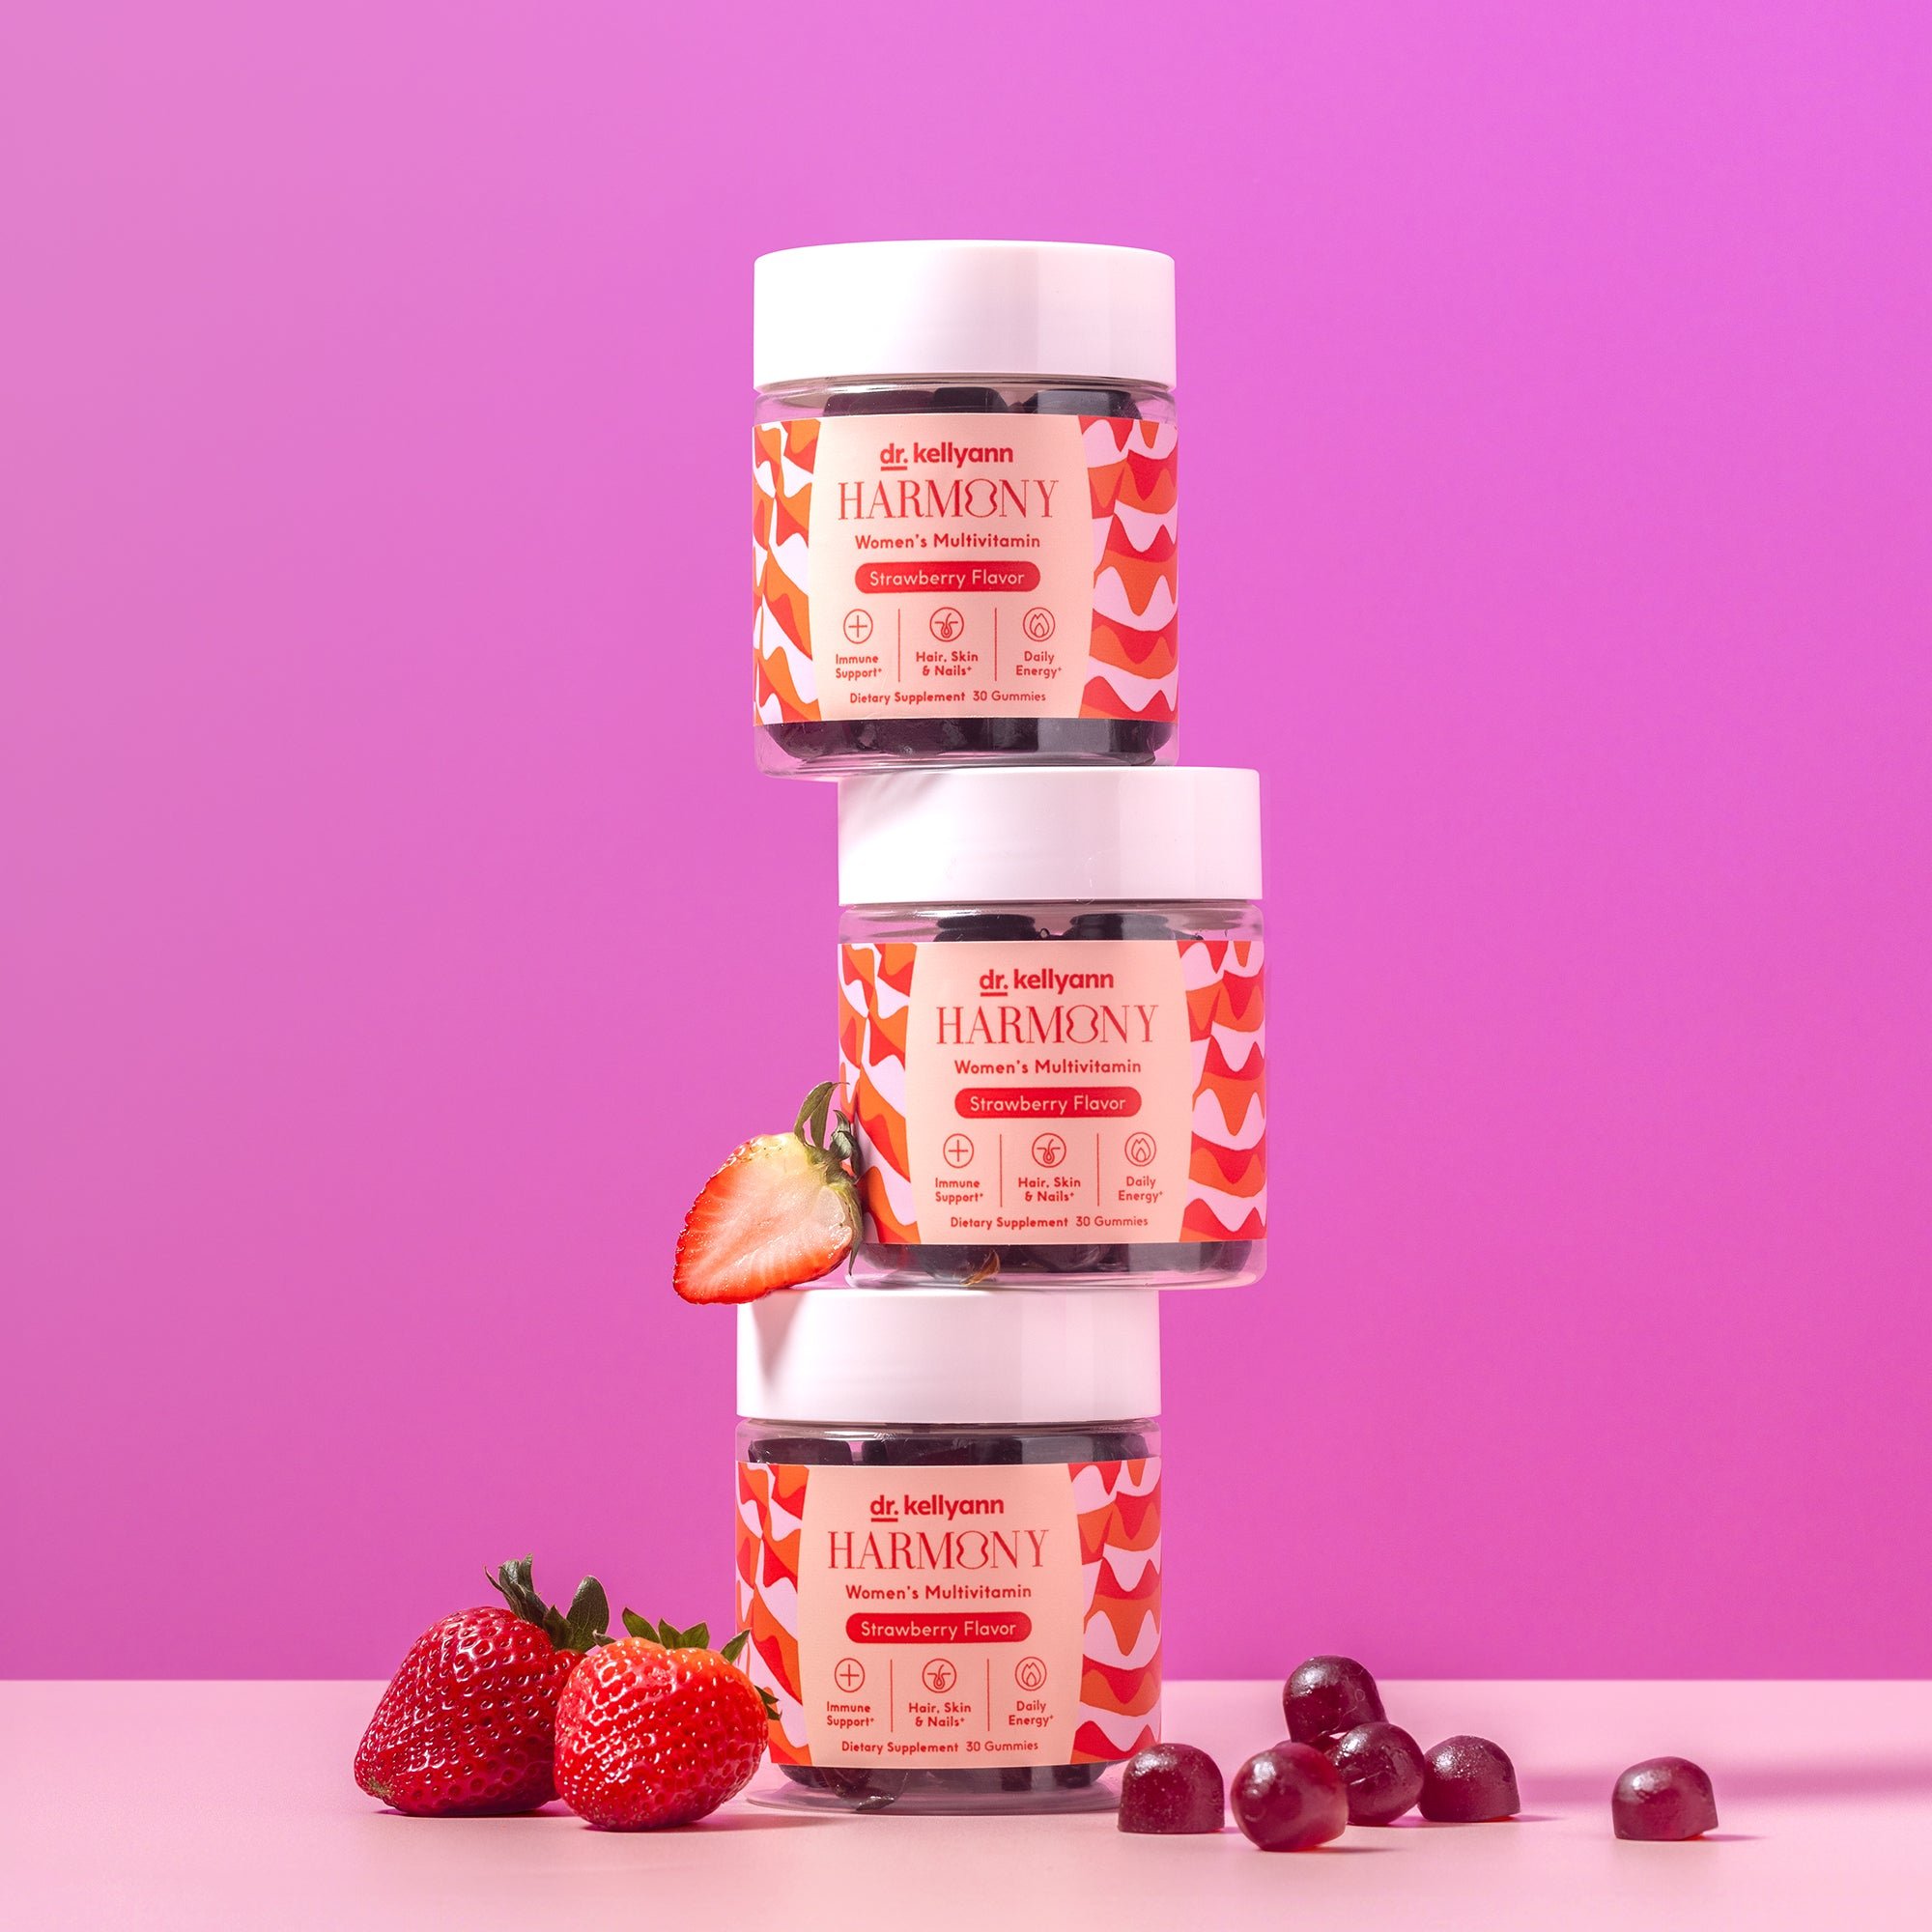 dr. kellyann
HARMONY
Women's Multivitamin
Strawberry Flavor
Immune Support+
Hair, Skin & Nails+
Daily Energy+
Dietary Supplement 30 Gummies
dr. kellyann
HARMONY
Women's Multivitamin
Strawberry Flavor
Immune Support+
Hair, Skin & Nails+
Daily Energy+
Dietary Supplement 30 Gummies
dr. kellyann
HARMONY
Women's Multivitamin
Strawberry Flavor
Immune Support+
Hair, Skin & Nails+
Daily Energy+
Dietary Supplement 30 Gummies